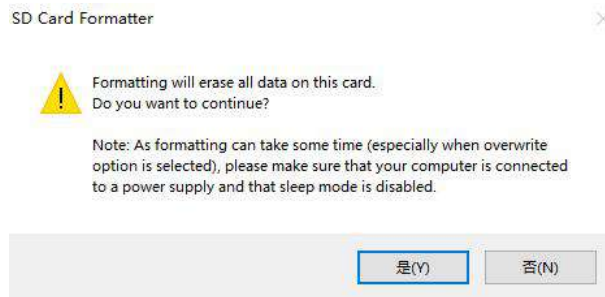 SD Card Formatter
Formatting will erase all data on this card.
Do you want to continue?
Note: As formatting can take some time (especially when overwrite
option is selected), please make sure that your computer is connected
to a power supply and that sleep mode is disabled.
是(Y)
否(N)